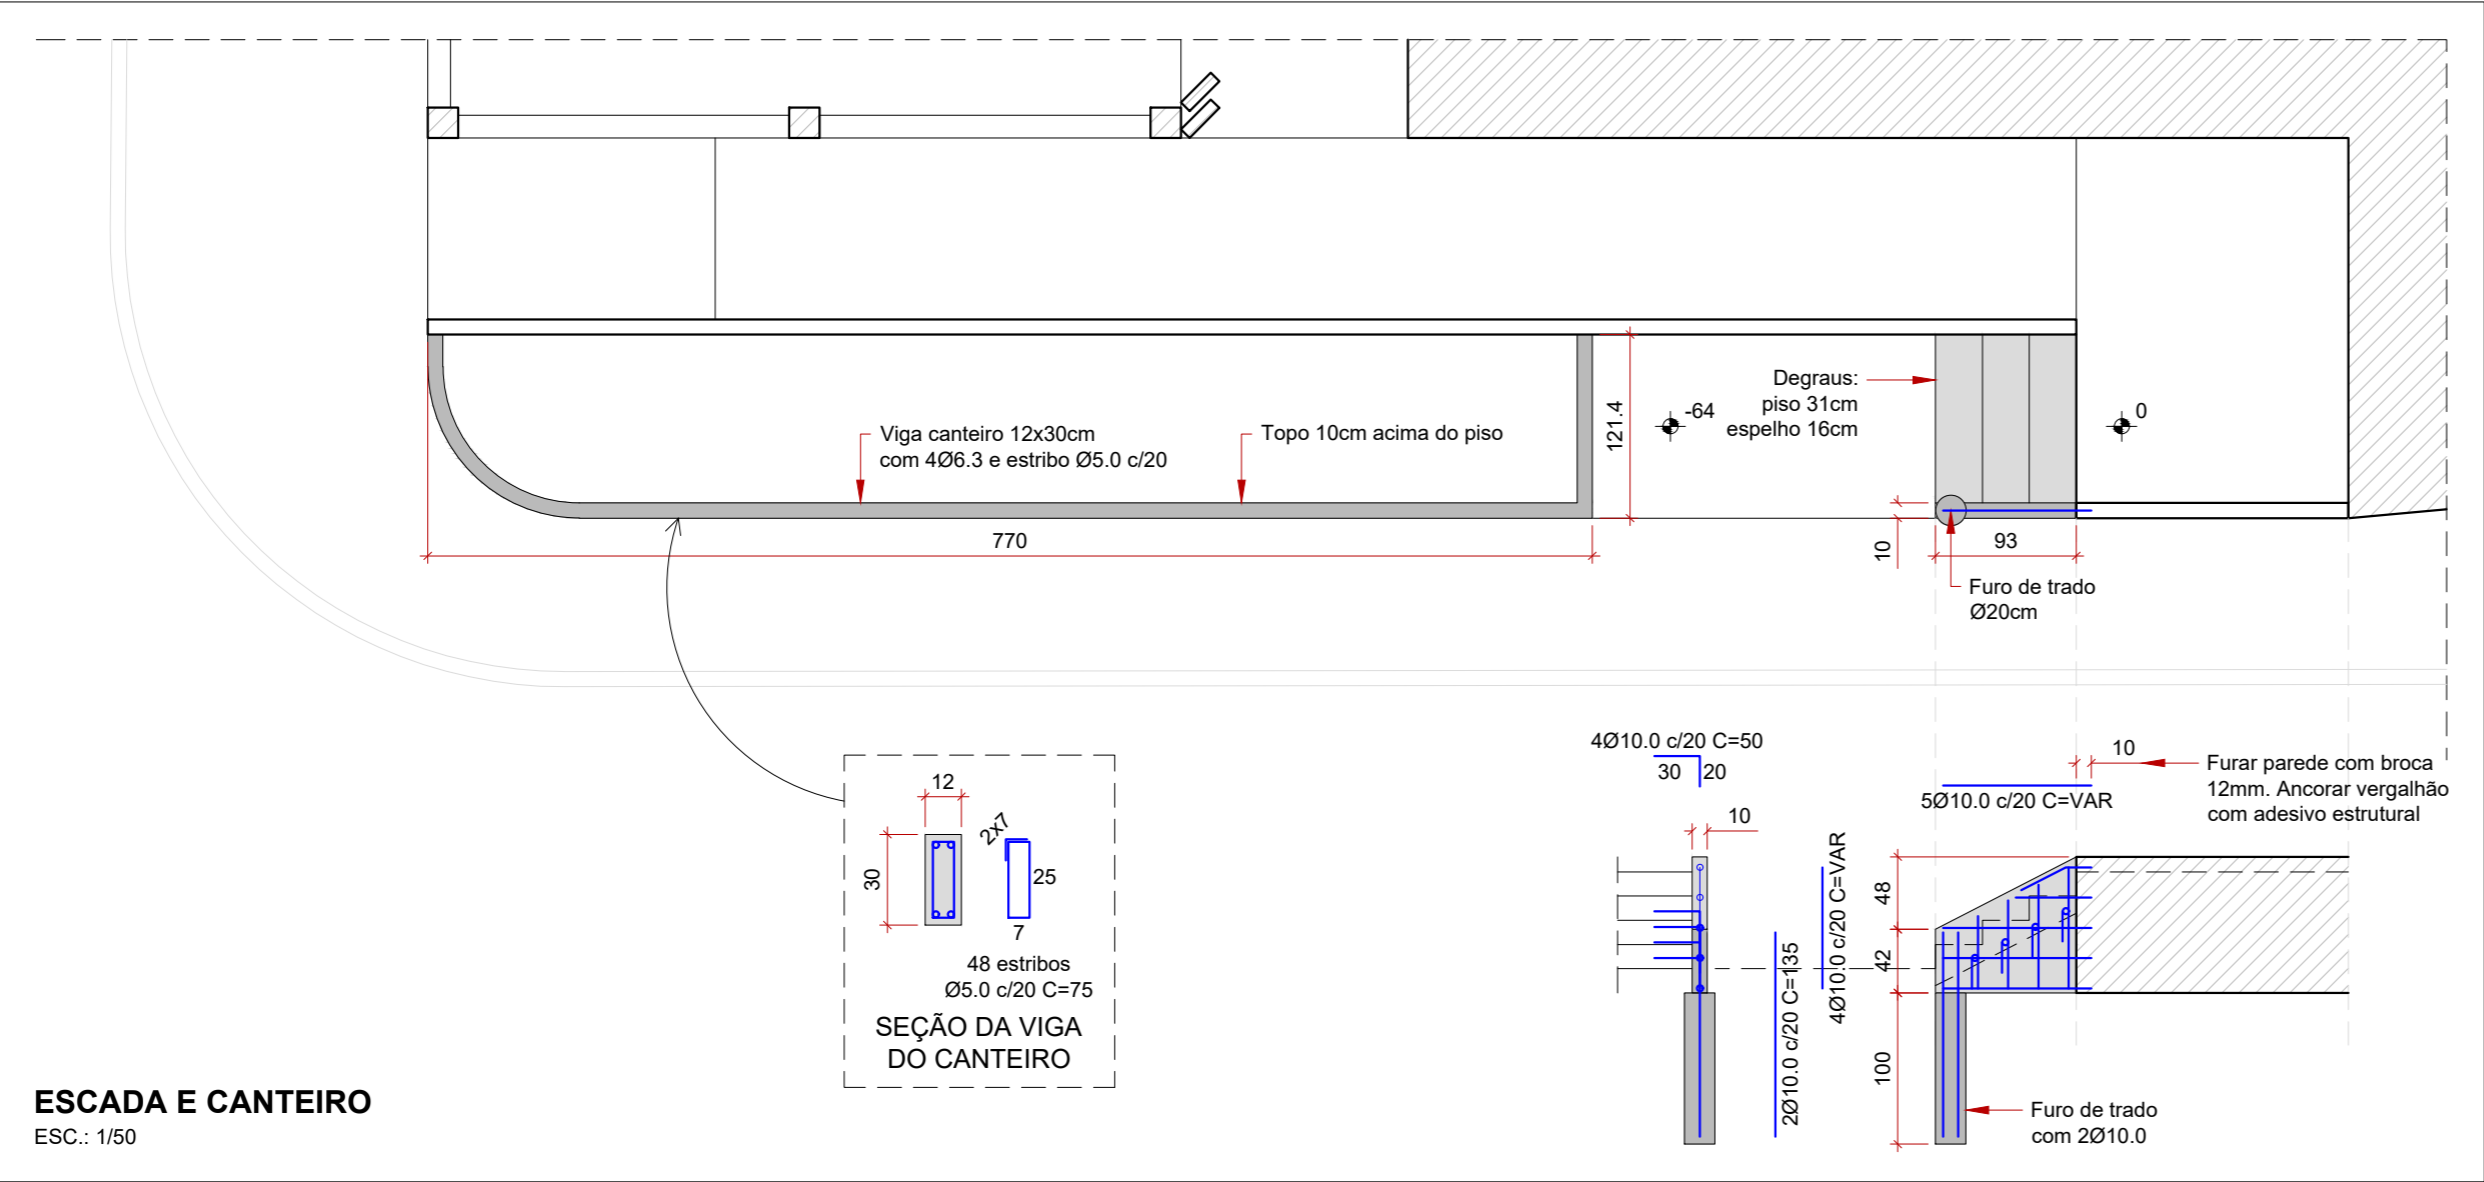 Degraus:
piso 31cm
espelho 16cm
-64
0
121.4
Viga canteiro 12x30cm
com 4Ø6.3 e estribo Ø5.0 c/20
Topo 10cm acima do piso
770
10
93
Furo de trado
Ø20cm
12
30
2x7
25
7
48 estribos
Ø5.0 c/20 C=75
SEÇÃO DA VIGA
DO CANTEIRO
4Ø10.0 c/20 C=50
30
20
10
2Ø10.0 c/20 C=135
4Ø10.0 c/20 C=VAR
10
Furar parede com broca
12mm. Ancorar vergalhão
com adesivo estrutural
5Ø10.0 c/20 C=VAR
48
42
100
Furo de trado
com 2Ø10.0
ESCADA E CANTEIRO
ESC.: 1/50